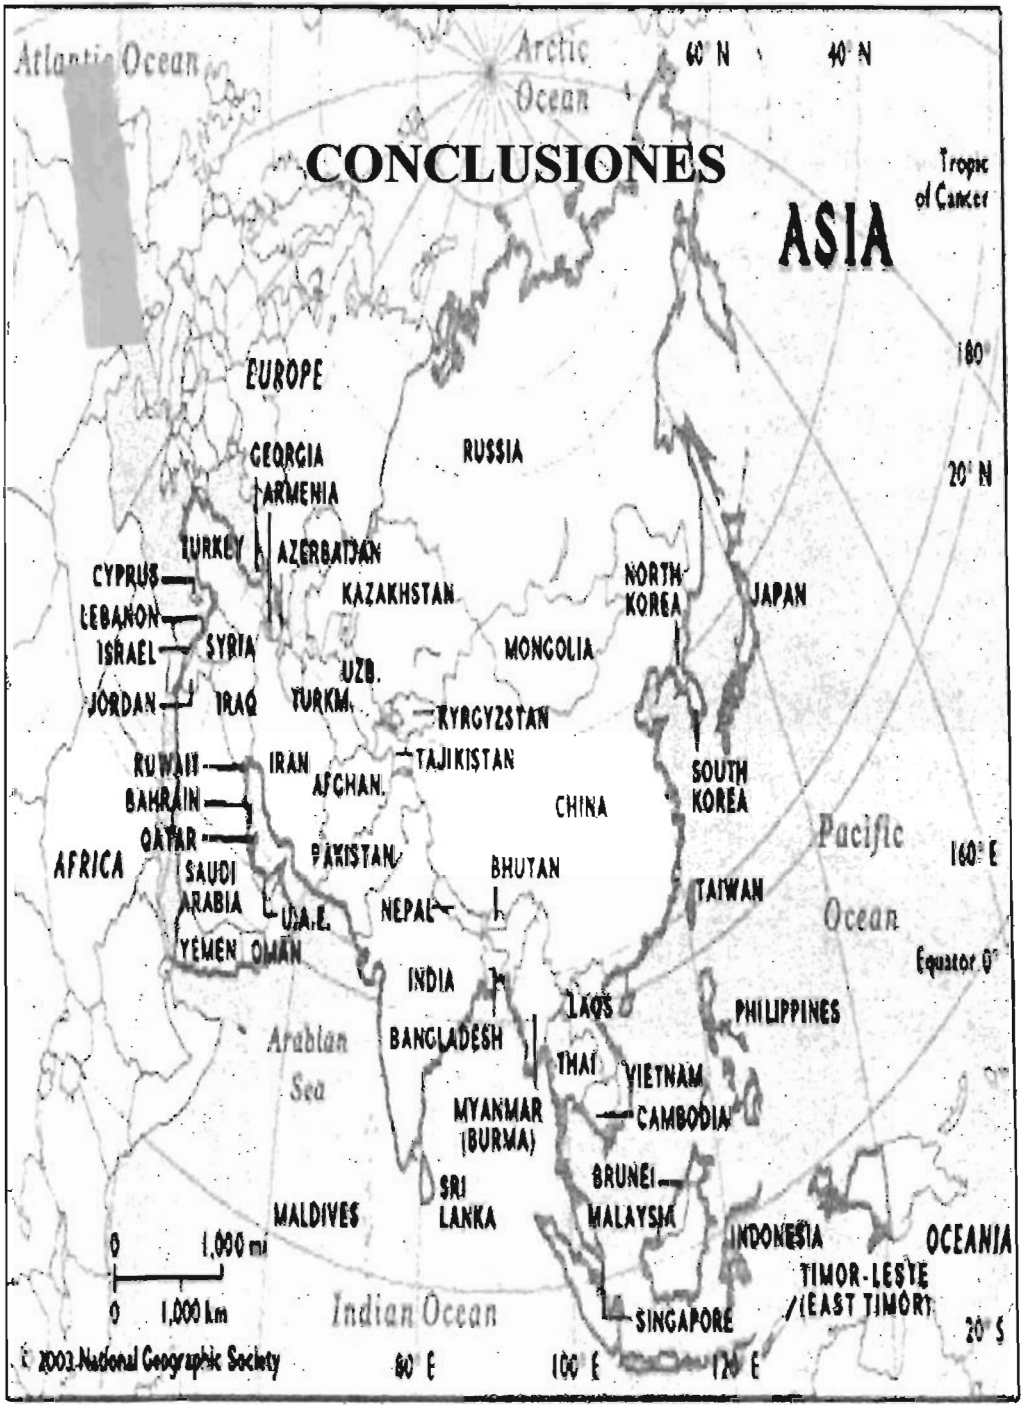 Atlantic Ocean
Arctic
Ocean
60° N
40° N
CONCLUSIONES
Tropic
of Cancer
ASIA
180°
EUROPE
RUSSIA
20° N
GEORGIA
ARMENIA
TURKEY
AZERBAIJAN
CYPRUS
KAZAKHSTAN
NORTH
KOREA
JAPAN
LEBANON
ISRAEL
SYRIA
MONGOLIA
UZB.
JORDAN
IRAQ
TURKM.
KYRGYZSTAN
KUWAIT
IRAN
TAJIKISTAN
AFGHAN.
SOUTH
KOREA
BAHRAIN
CHINA
QATAR
PAKISTAN
Pacific
Ocean
160° E
AFRICA
SAUDI
ARABIA
BHUTAN
TAIWAN
NEPAL
U.A.E.
YEMEN
OMAN
Equator 0°
INDIA
LAOS
PHILIPPINES
Arabian
Sea
BANGLADESH
THAI.
VIETNAM
MYANMAR
(BURMA)
CAMBODIA
BRUNEI
SRI
LANKA
MALDIVES
MALAYSIA
INDONESIA
OCEANIA
0 1,000 mi
0 1,000 km
TIMOR-LESTE
(EAST TIMOR)
Indian Ocean
SINGAPORE
20° S
© 2003 National Geographic Society
80° E
100° E
120° E